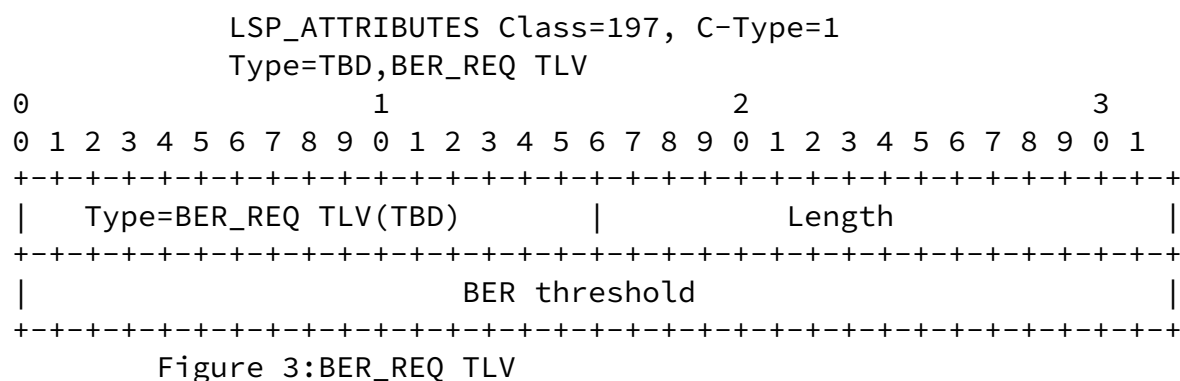 LSP_ATTRIBUTES Class=197, C-Type=1
Type=TBD,BER_REQ TLV
0                   1                   2                   3
0 1 2 3 4 5 6 7 8 9 0 1 2 3 4 5 6 7 8 9 0 1 2 3 4 5 6 7 8 9 0 1
+-+-+-+-+-+-+-+-+-+-+-+-+-+-+-+-+-+-+-+-+-+-+-+-+-+-+-+-+-+-+-+-+
|   Type=BER_REQ TLV(TBD)       |          Length               |
+-+-+-+-+-+-+-+-+-+-+-+-+-+-+-+-+-+-+-+-+-+-+-+-+-+-+-+-+-+-+-+-+
|                        BER threshold                          |
+-+-+-+-+-+-+-+-+-+-+-+-+-+-+-+-+-+-+-+-+-+-+-+-+-+-+-+-+-+-+-+-+
Figure 3:BER_REQ TLV